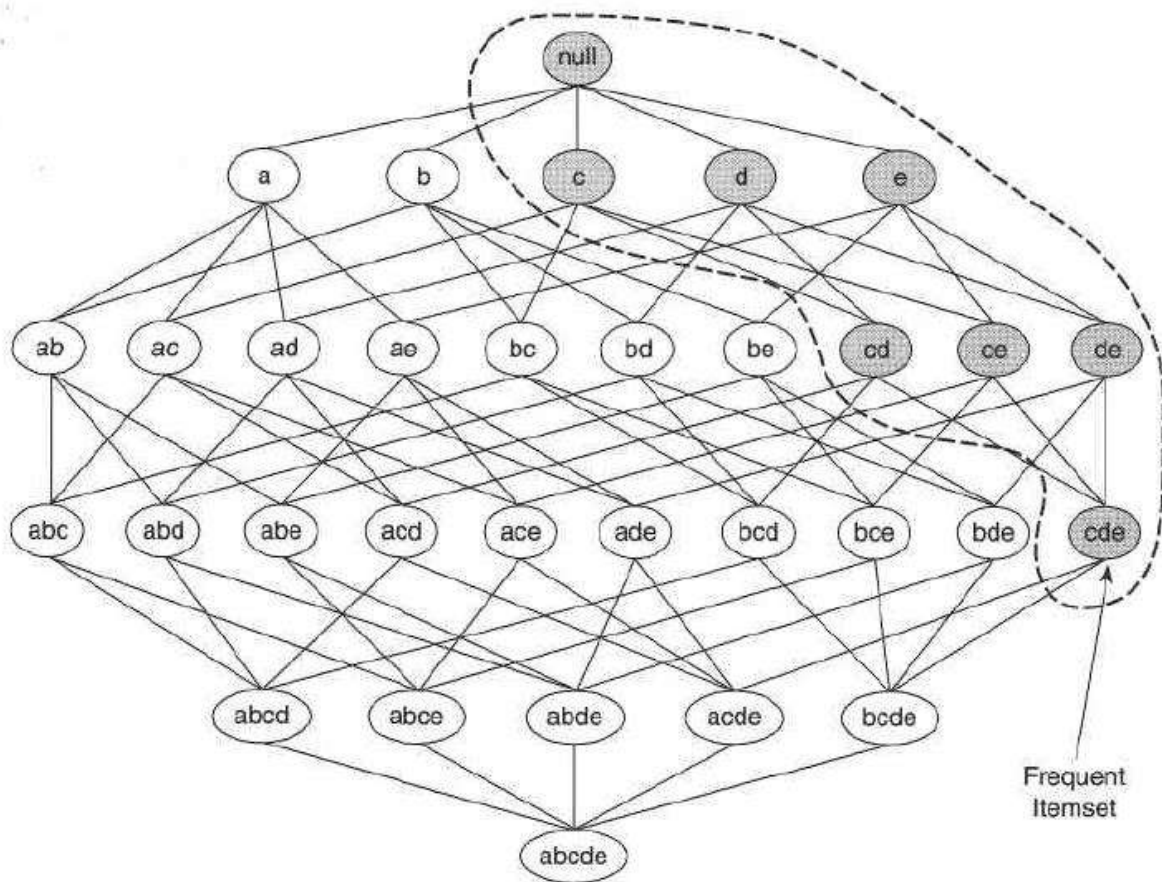 null
a b c d e
ab ac ad ae bc bd be cd ce de
abc abd abe acd ace ade bcd bce bde cde
abcd abce abde acde bcde
Frequent
Itemset
abcde